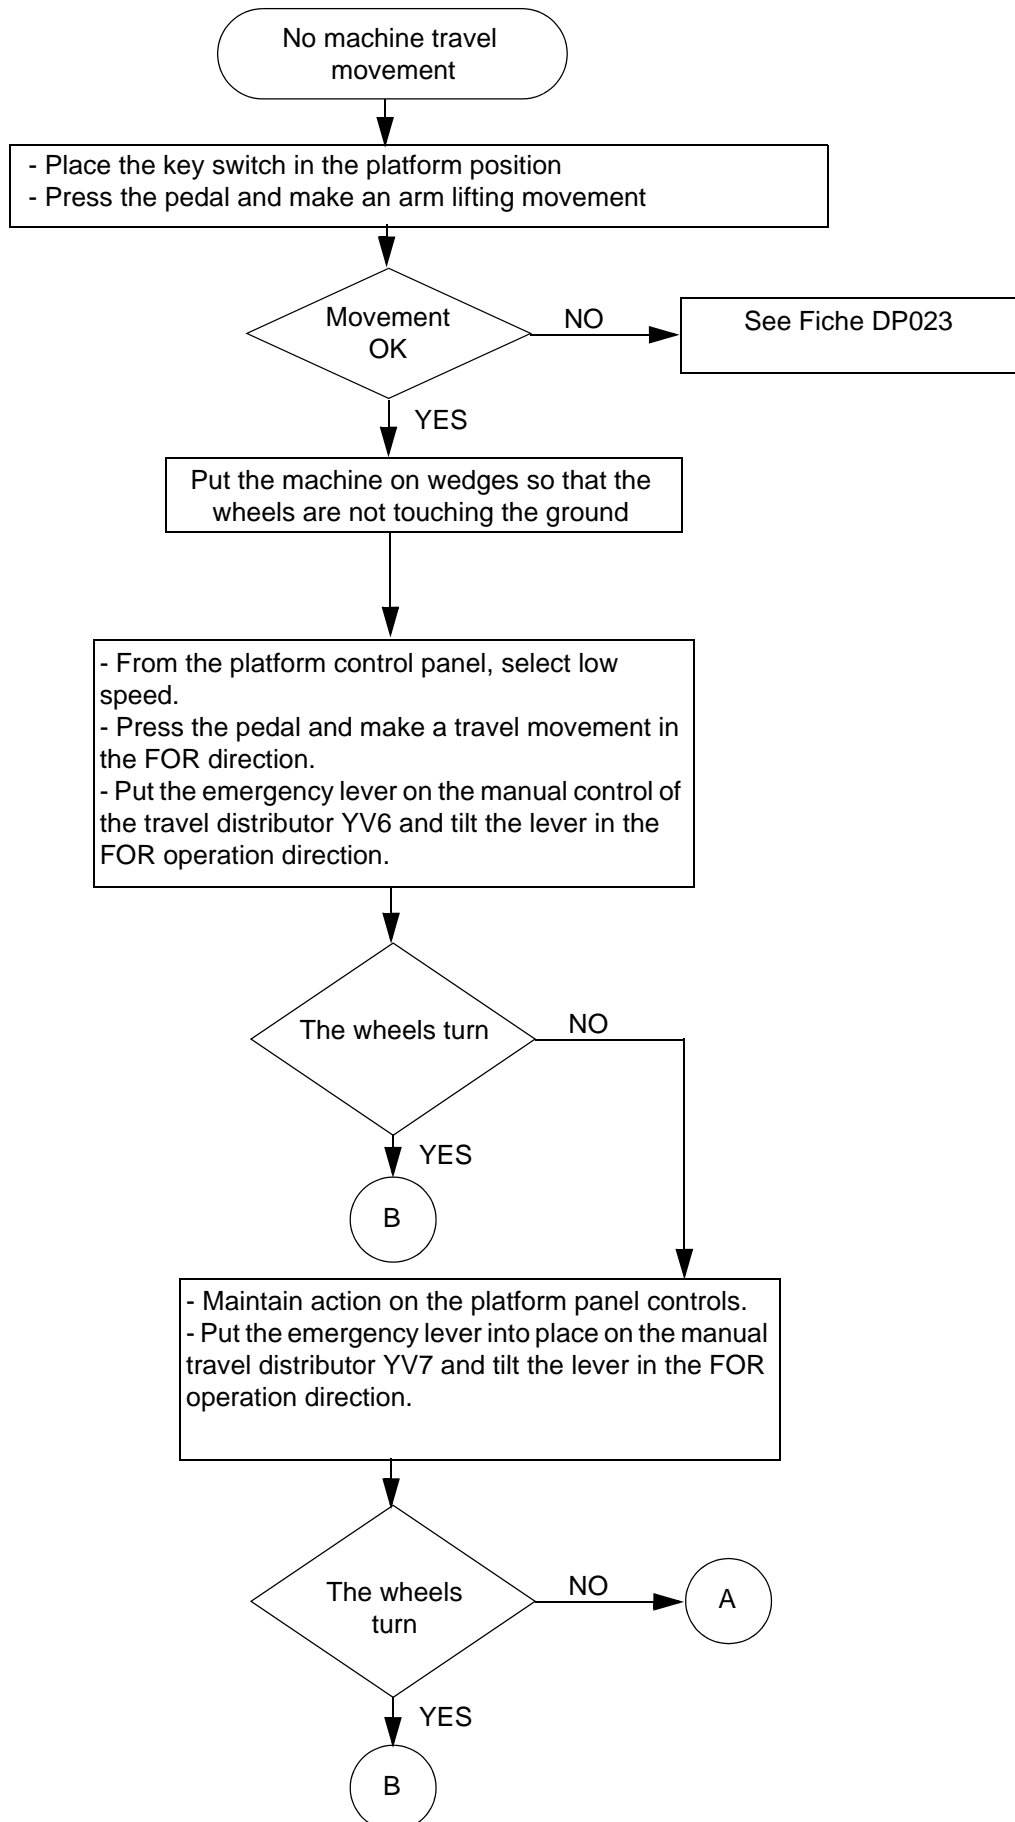 No machine travel
movement
- Place the key switch in the platform position
- Press the pedal and make an arm lifting movement
Movement
OK
NO
See Fiche DP023
YES
Put the machine on wedges so that the
wheels are not touching the ground
- From the platform control panel, select low
speed.
- Press the pedal and make a travel movement in
the FOR direction.
- Put the emergency lever on the manual control of
the travel distributor YV6 and tilt the lever in the
FOR operation direction.
The wheels turn
NO
YES
B
- Maintain action on the platform panel controls.
- Put the emergency lever into place on the manual
travel distributor YV7 and tilt the lever in the FOR
operation direction.
The wheels
turn
NO
A
YES
B